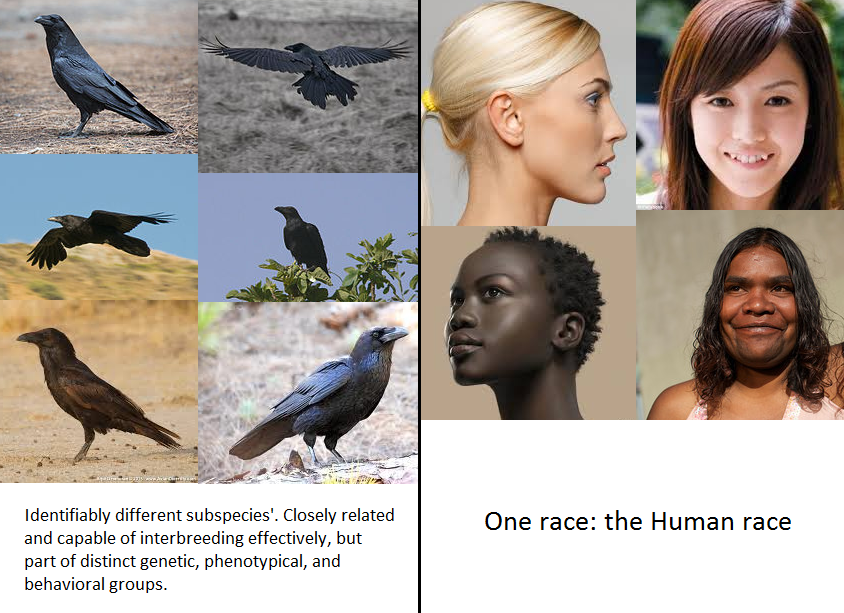 Identifiably different subspecies'. Closely related
and capable of interbreeding effectively, but
part of distinct genetic, phenotypical, and
behavioral groups.
One race: the Human race